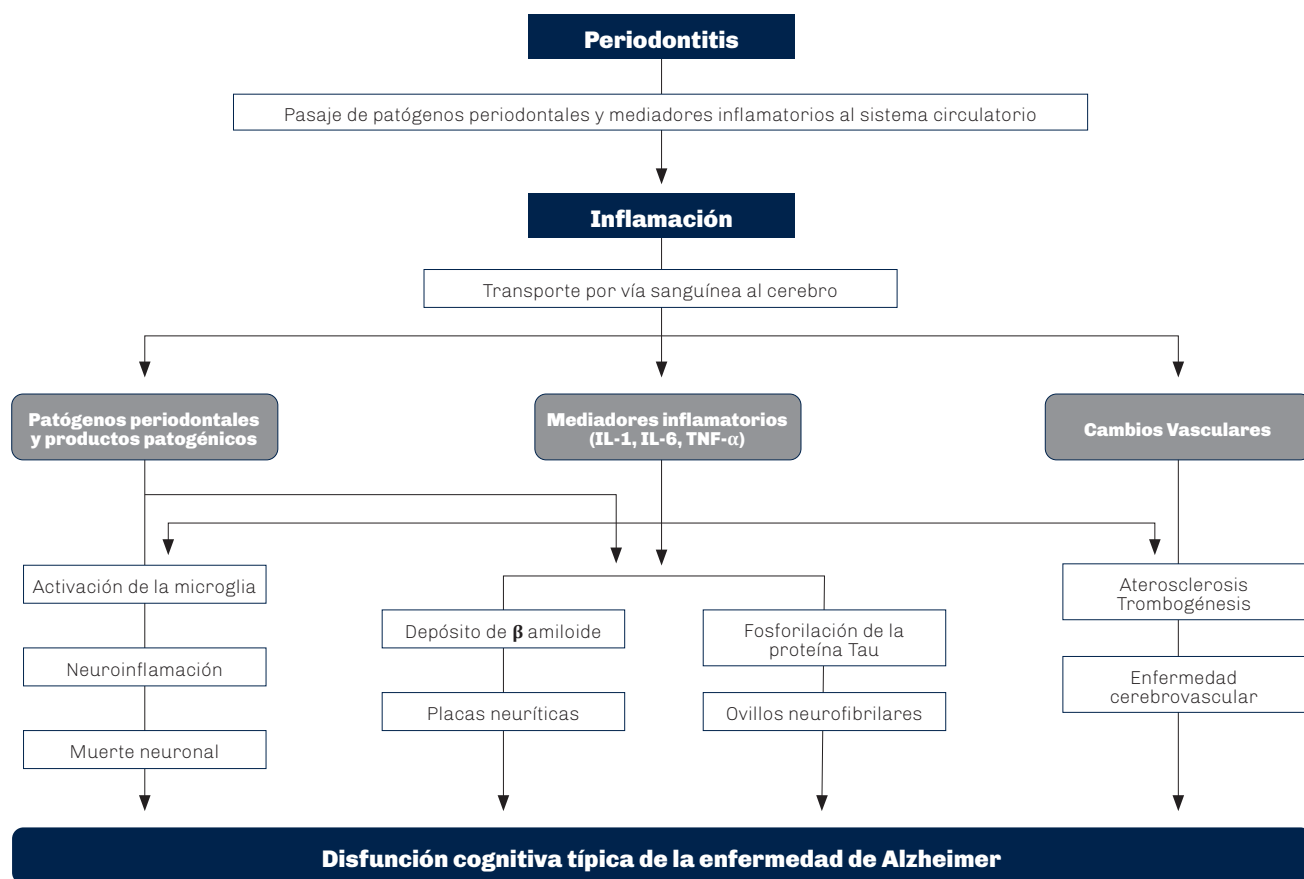 Periodontitis
Pasaje de patógenos periodontales y mediadores inflamatorios al sistema circulatorio
Inflamación
Transporte por vía sanguínea al cerebro
Patógenos periodontales
y productos patogénicos
Mediadores inflamatorios
(IL-1, IL-6, TNF-α)
Cambios Vasculares
Activación de la microglia
Neuroinflamación
Muerte neuronal
Depósito de β amiloide
Placas neuríticas
Fosforilación de la
proteína Tau
Ovillos neurofibrilares
Aterosclerosis
Trombogénesis
Enfermedad
cerebrovascular
Disfunción cognitiva típica de la enfermedad de Alzheimer